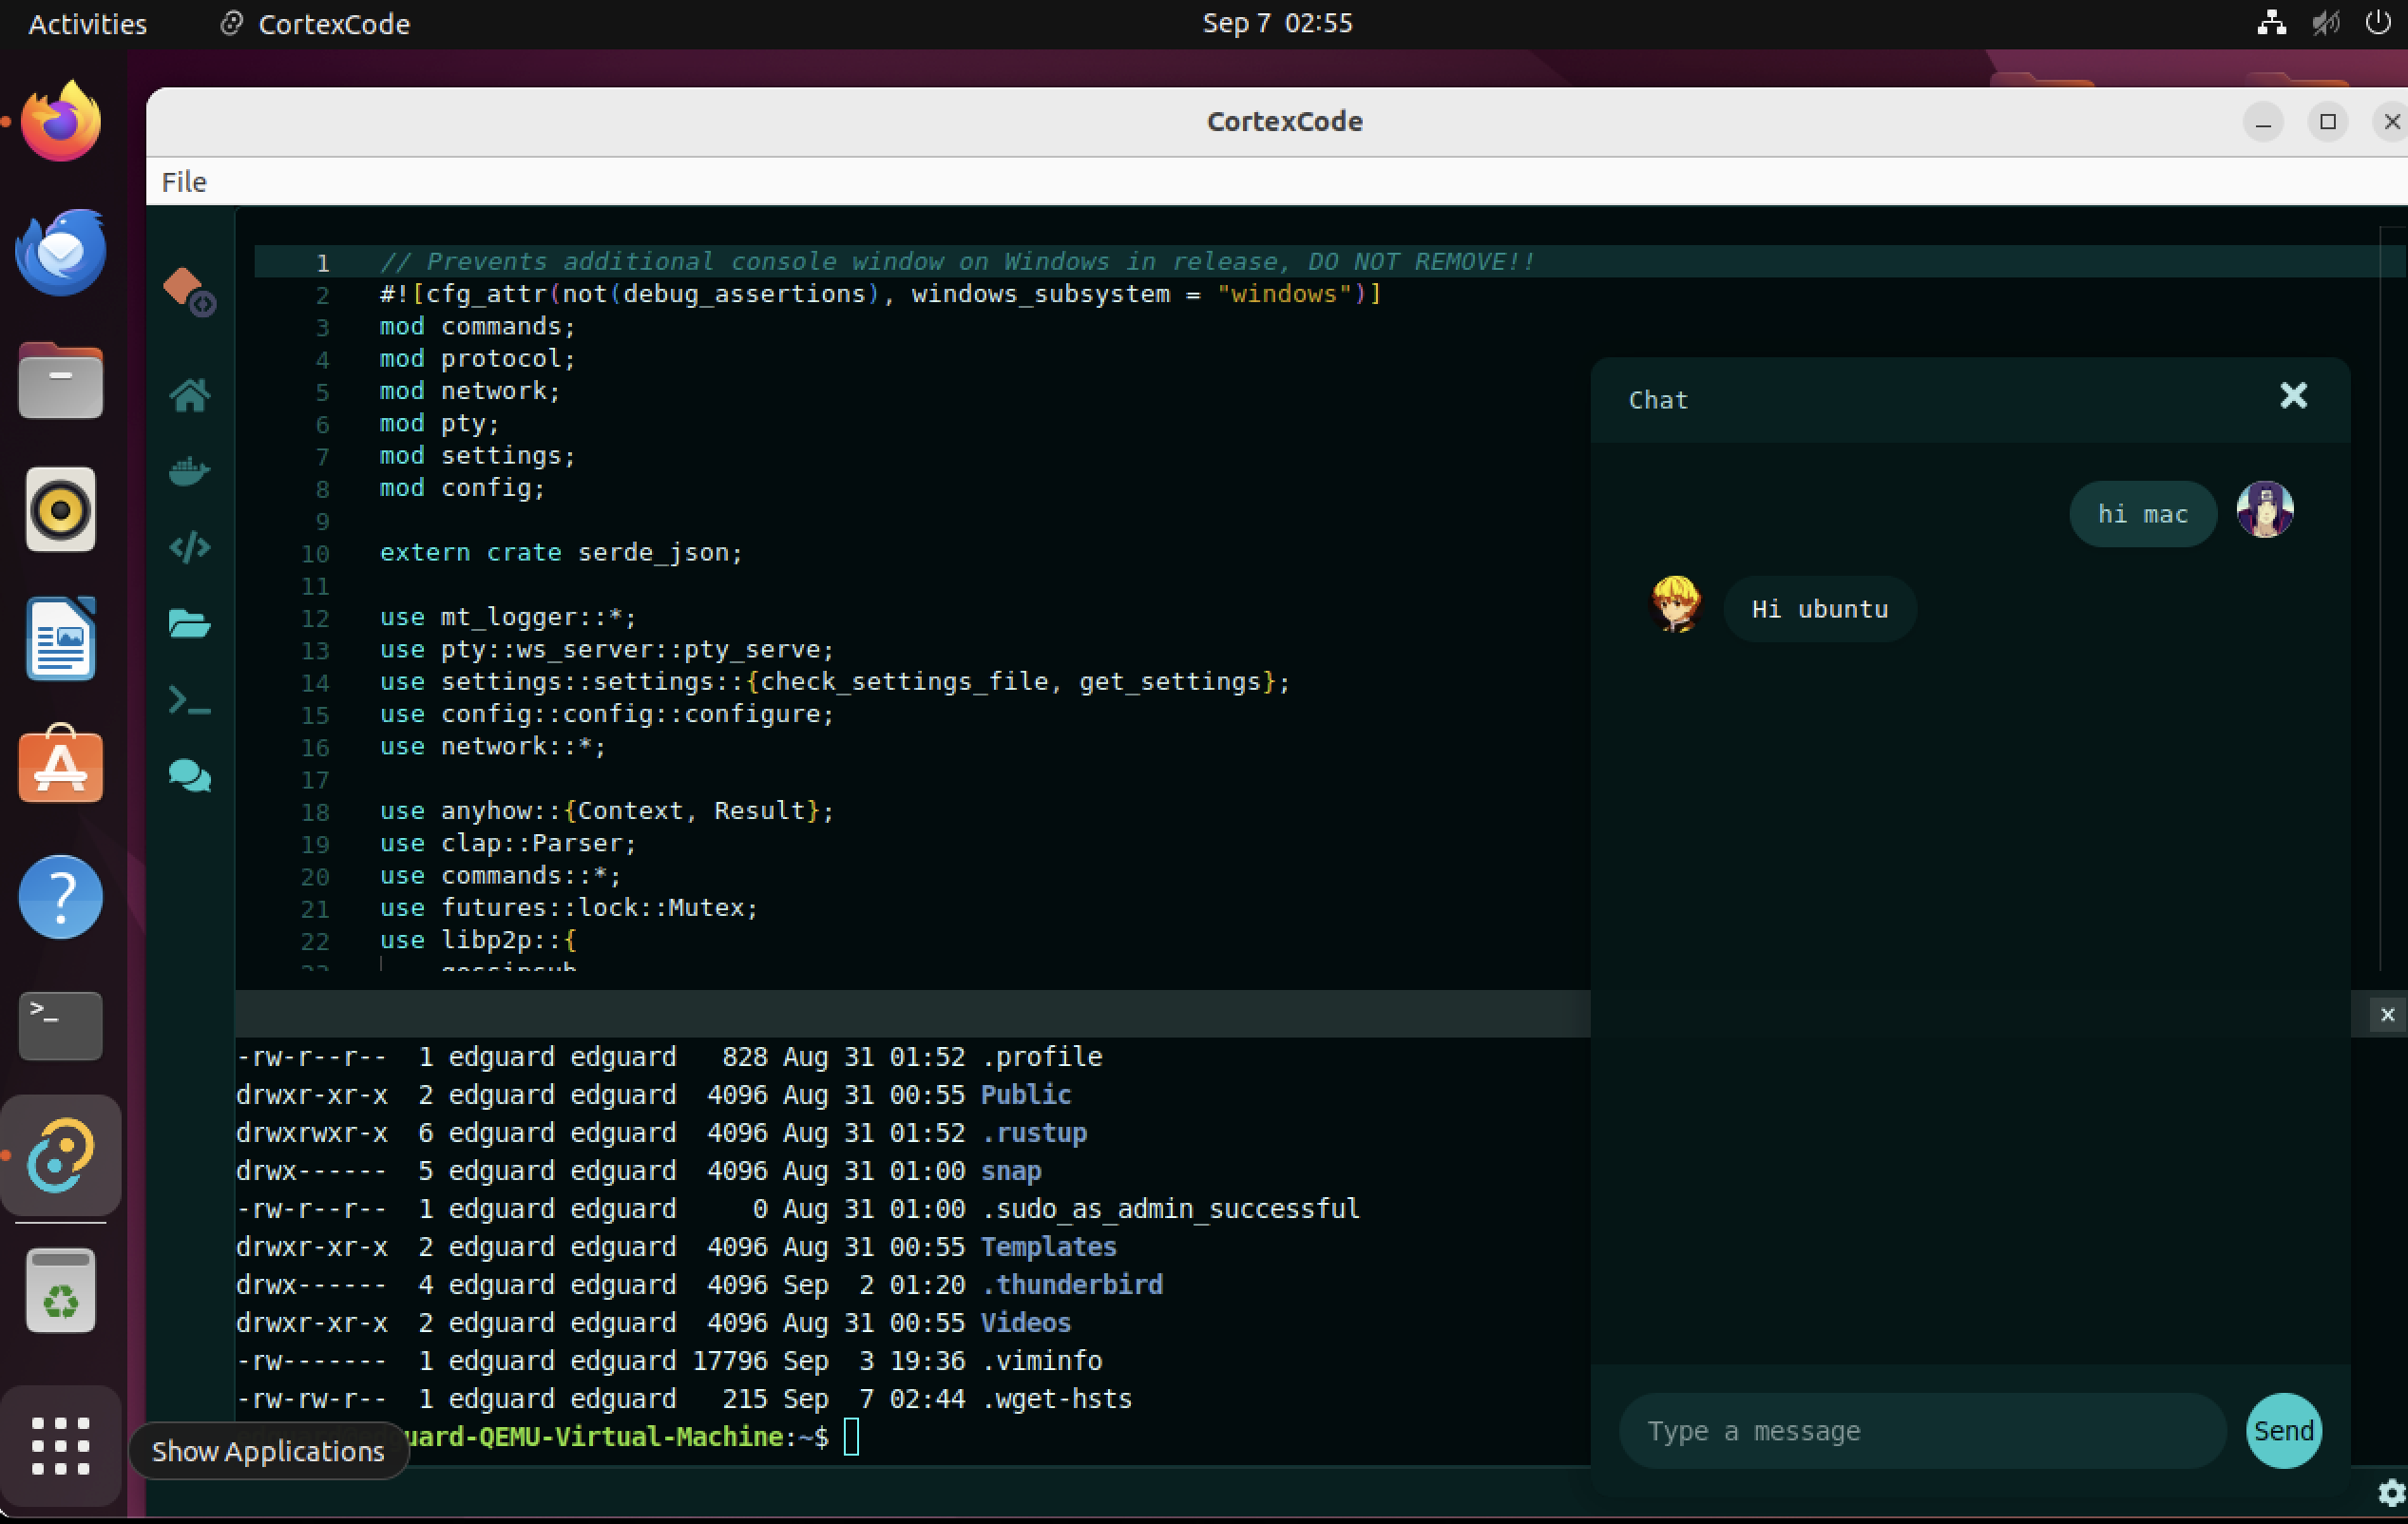 Activities
CortexCode
Sep 7 02:55
CortexCode
File
1 // Prevents additional console window on Windows in release, DO NOT REMOVE!!
2 #![cfg_attr(not(debug_assertions), windows_subsystem = "windows")]
3 mod commands;
4 mod protocol;
5 mod network;
6 mod pty;
7 mod settings;
8 mod config;
9
10 extern crate serde_json;
11
12 use mt_logger::*;
13 use pty::ws_server::pty_serve;
14 use settings::settings::{check_settings_file, get_settings};
15 use config::config::configure;
16 use network::*;
17
18 use anyhow::{Context, Result};
19 use clap::Parser;
20 use commands::*;
21 use futures::lock::Mutex;
22 use libp2p::{
23 gossipsub
Chat
hi mac
Hi ubuntu
-rw-r--r-- 1 edguard edguard 828 Aug 31 01:52 .profile
drwxr-xr-x 2 edguard edguard 4096 Aug 31 00:55 Public
drwxrwxr-x 6 edguard edguard 4096 Aug 31 01:52 .rustup
drwx------ 5 edguard edguard 4096 Aug 31 01:00 snap
-rw-r--r-- 1 edguard edguard 0 Aug 31 01:00 .sudo_as_admin_successful
drwxr-xr-x 2 edguard edguard 4096 Aug 31 00:55 Templates
drwx------ 4 edguard edguard 4096 Sep 2 01:20 .thunderbird
drwxr-xr-x 2 edguard edguard 4096 Aug 31 00:55 Videos
-rw------- 1 edguard edguard 17796 Sep 3 19:36 .viminfo
-rw-rw-r-- 1 edguard edguard 215 Sep 7 02:44 .wget-hsts
guard-QEMU-Virtual-Machine:~$
Show Applications
Type a message
Send